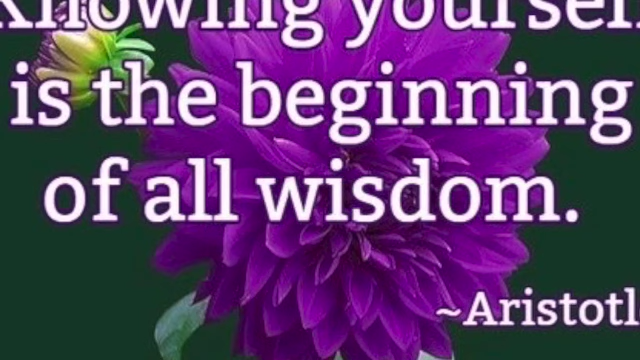 Knowing yoursel
is the beginning
of all wisdom.
~Aristotl